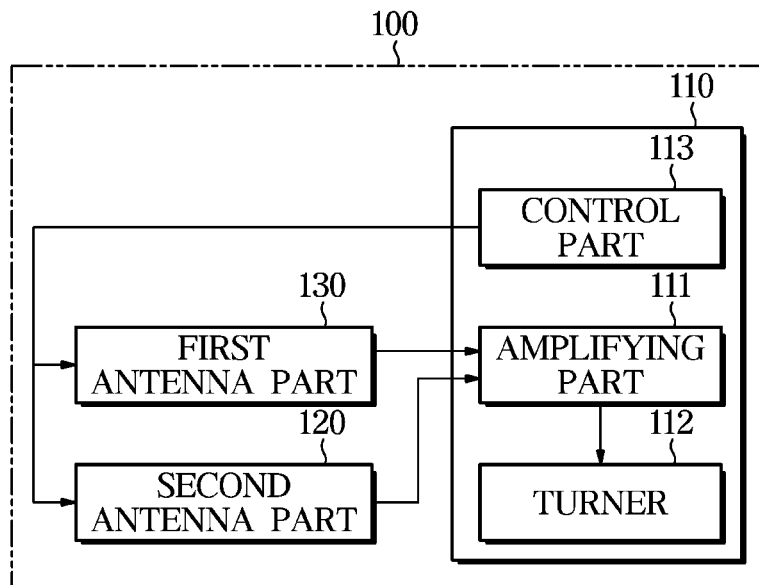 100
110
113
CONTROL
PART
130
FIRST
ANTENNA PART
111
AMPLIFYING
PART
120
SECOND
ANTENNA PART
112
TURNER